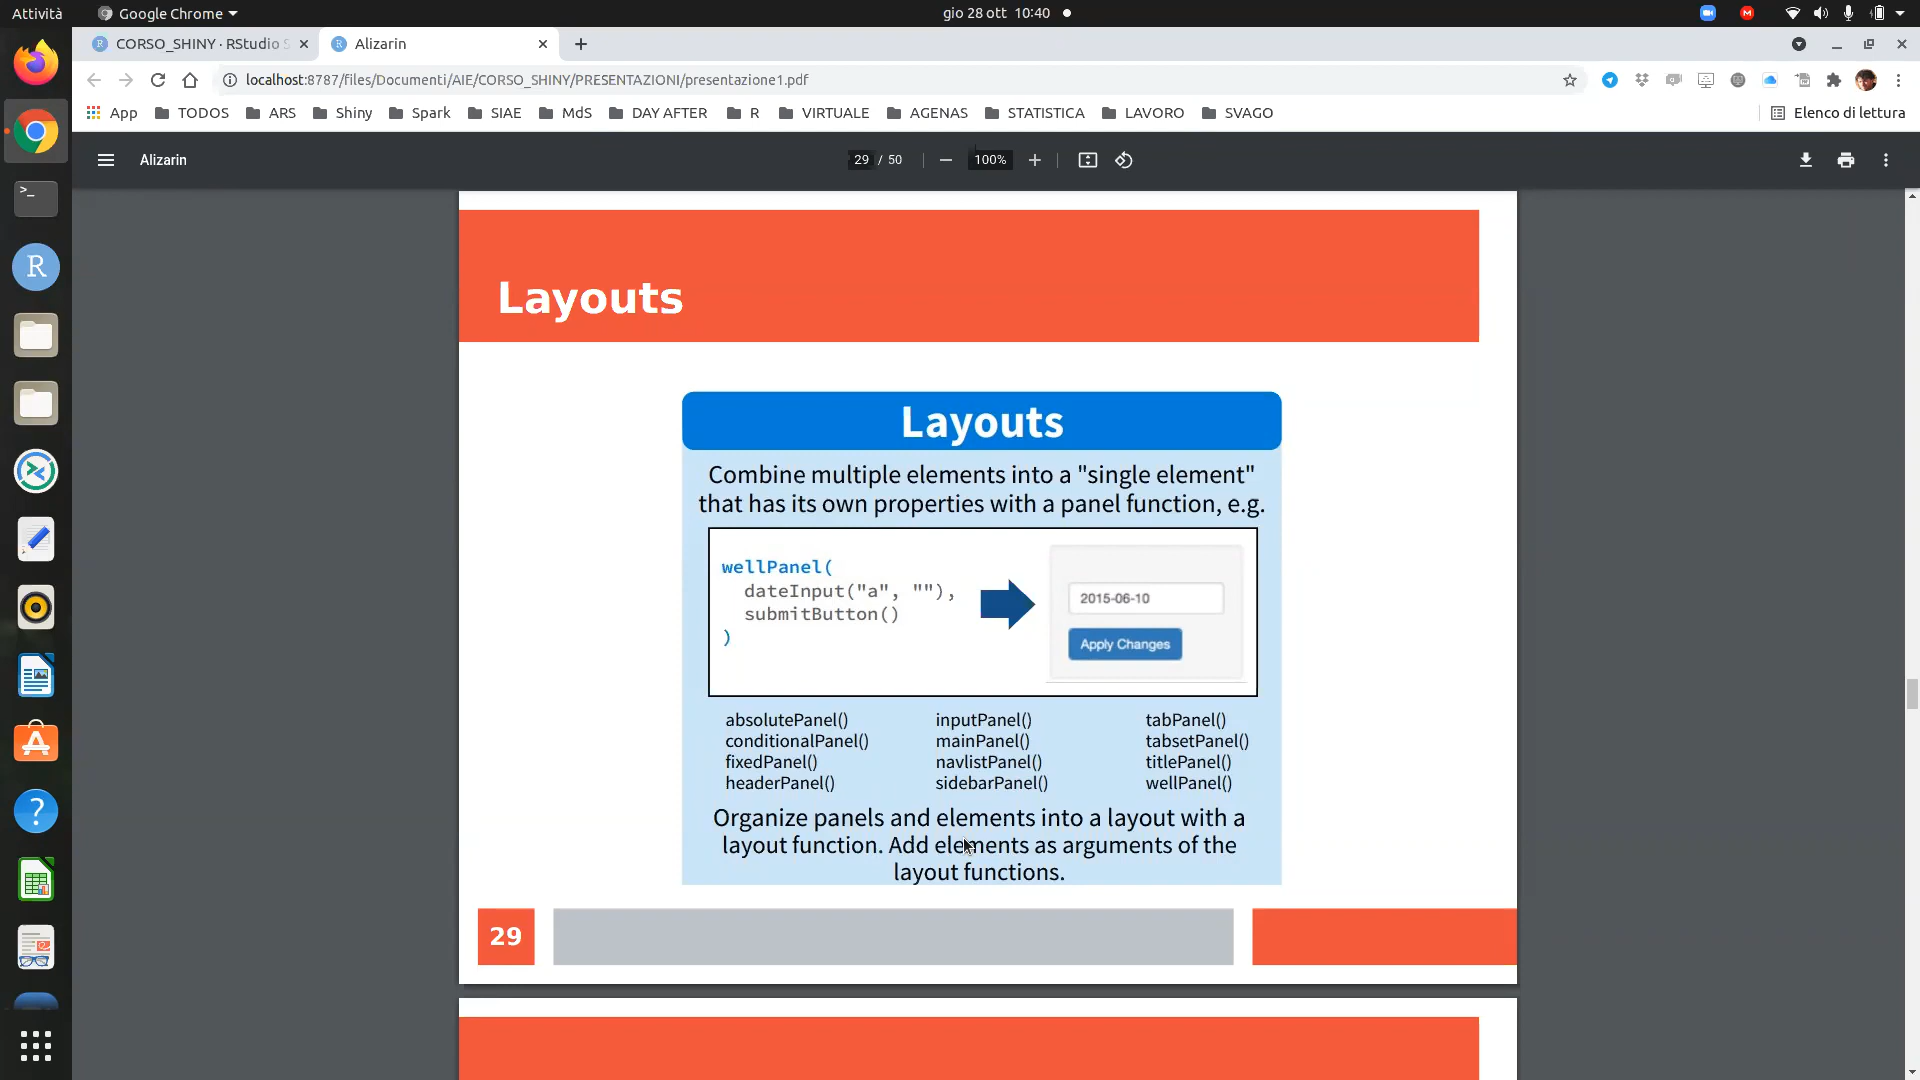 Attività
Google Chrome
gio 28 ott 10:40
CORSO_SHINY · RStudio S
Alizarin
localhost:8787/files/Documenti/AIE/CORSO_SHINY/PRESENTAZIONI/presentazione1.pdf
App
TODOS
ARS
Shiny
Spark
SIAE
MdS
DAY AFTER
R
VIRTUALE
AGENAS
STATISTICA
LAVORO
SVAGO
Elenco di lettura
Alizarin
29 / 50
100%
Layouts
Layouts
Combine multiple elements into a "single element"
that has its own properties with a panel function, e.g.
wellPanel(
dateInput("a", ""),
submitButton()
)
2015-06-10
Apply Changes
absolutePanel()
conditionalPanel()
fixedPanel()
headerPanel()
inputPanel()
mainPanel()
navlistPanel()
sidebarPanel()
tabPanel()
tabsetPanel()
titlePanel()
wellPanel()
Organize panels and elements into a layout with a
layout function. Add elements as arguments of the
layout functions.
29